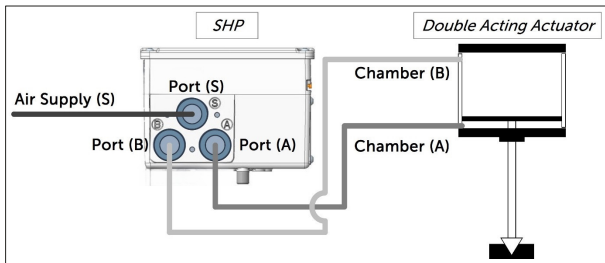 SHP
Double Acting Actuator
Port (S)
Chamber (B)
Air Supply (S)
S
B
A
Port (B)
Port (A)
Chamber (A)